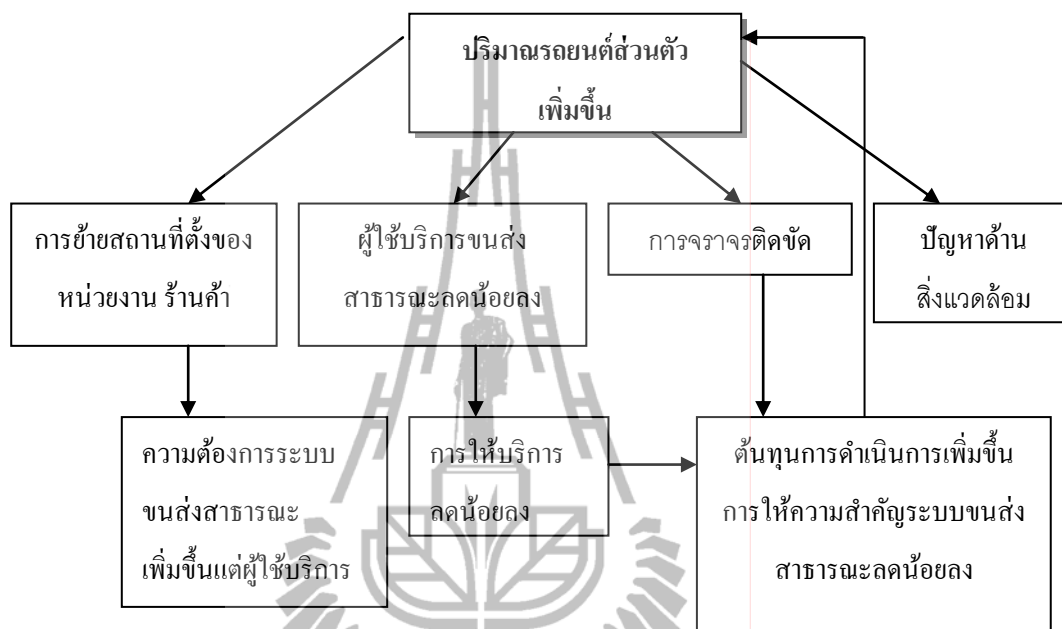 ปริมาณรถยนต์ส่วนตัว
เพิ่มขึ้น
การย้ายสถานที่ตั้งของ
หน่วยงาน ร้านค้า
ผู้ใช้บริการขนส่ง
สาธารณะลดน้อยลง
การจราจรติดขัด
ปัญหาด้าน
สิ่งแวดล้อม
ความต้องการระบบ
ขนส่งสาธารณะ
เพิ่มขึ้นแต่ผู้ใช้บริการ
การให้บริการ
ลดน้อยลง
ต้นทุนการดำเนินการเพิ่มขึ้น
การให้ความสำคัญระบบขนส่ง
สาธารณะลดน้อยลง